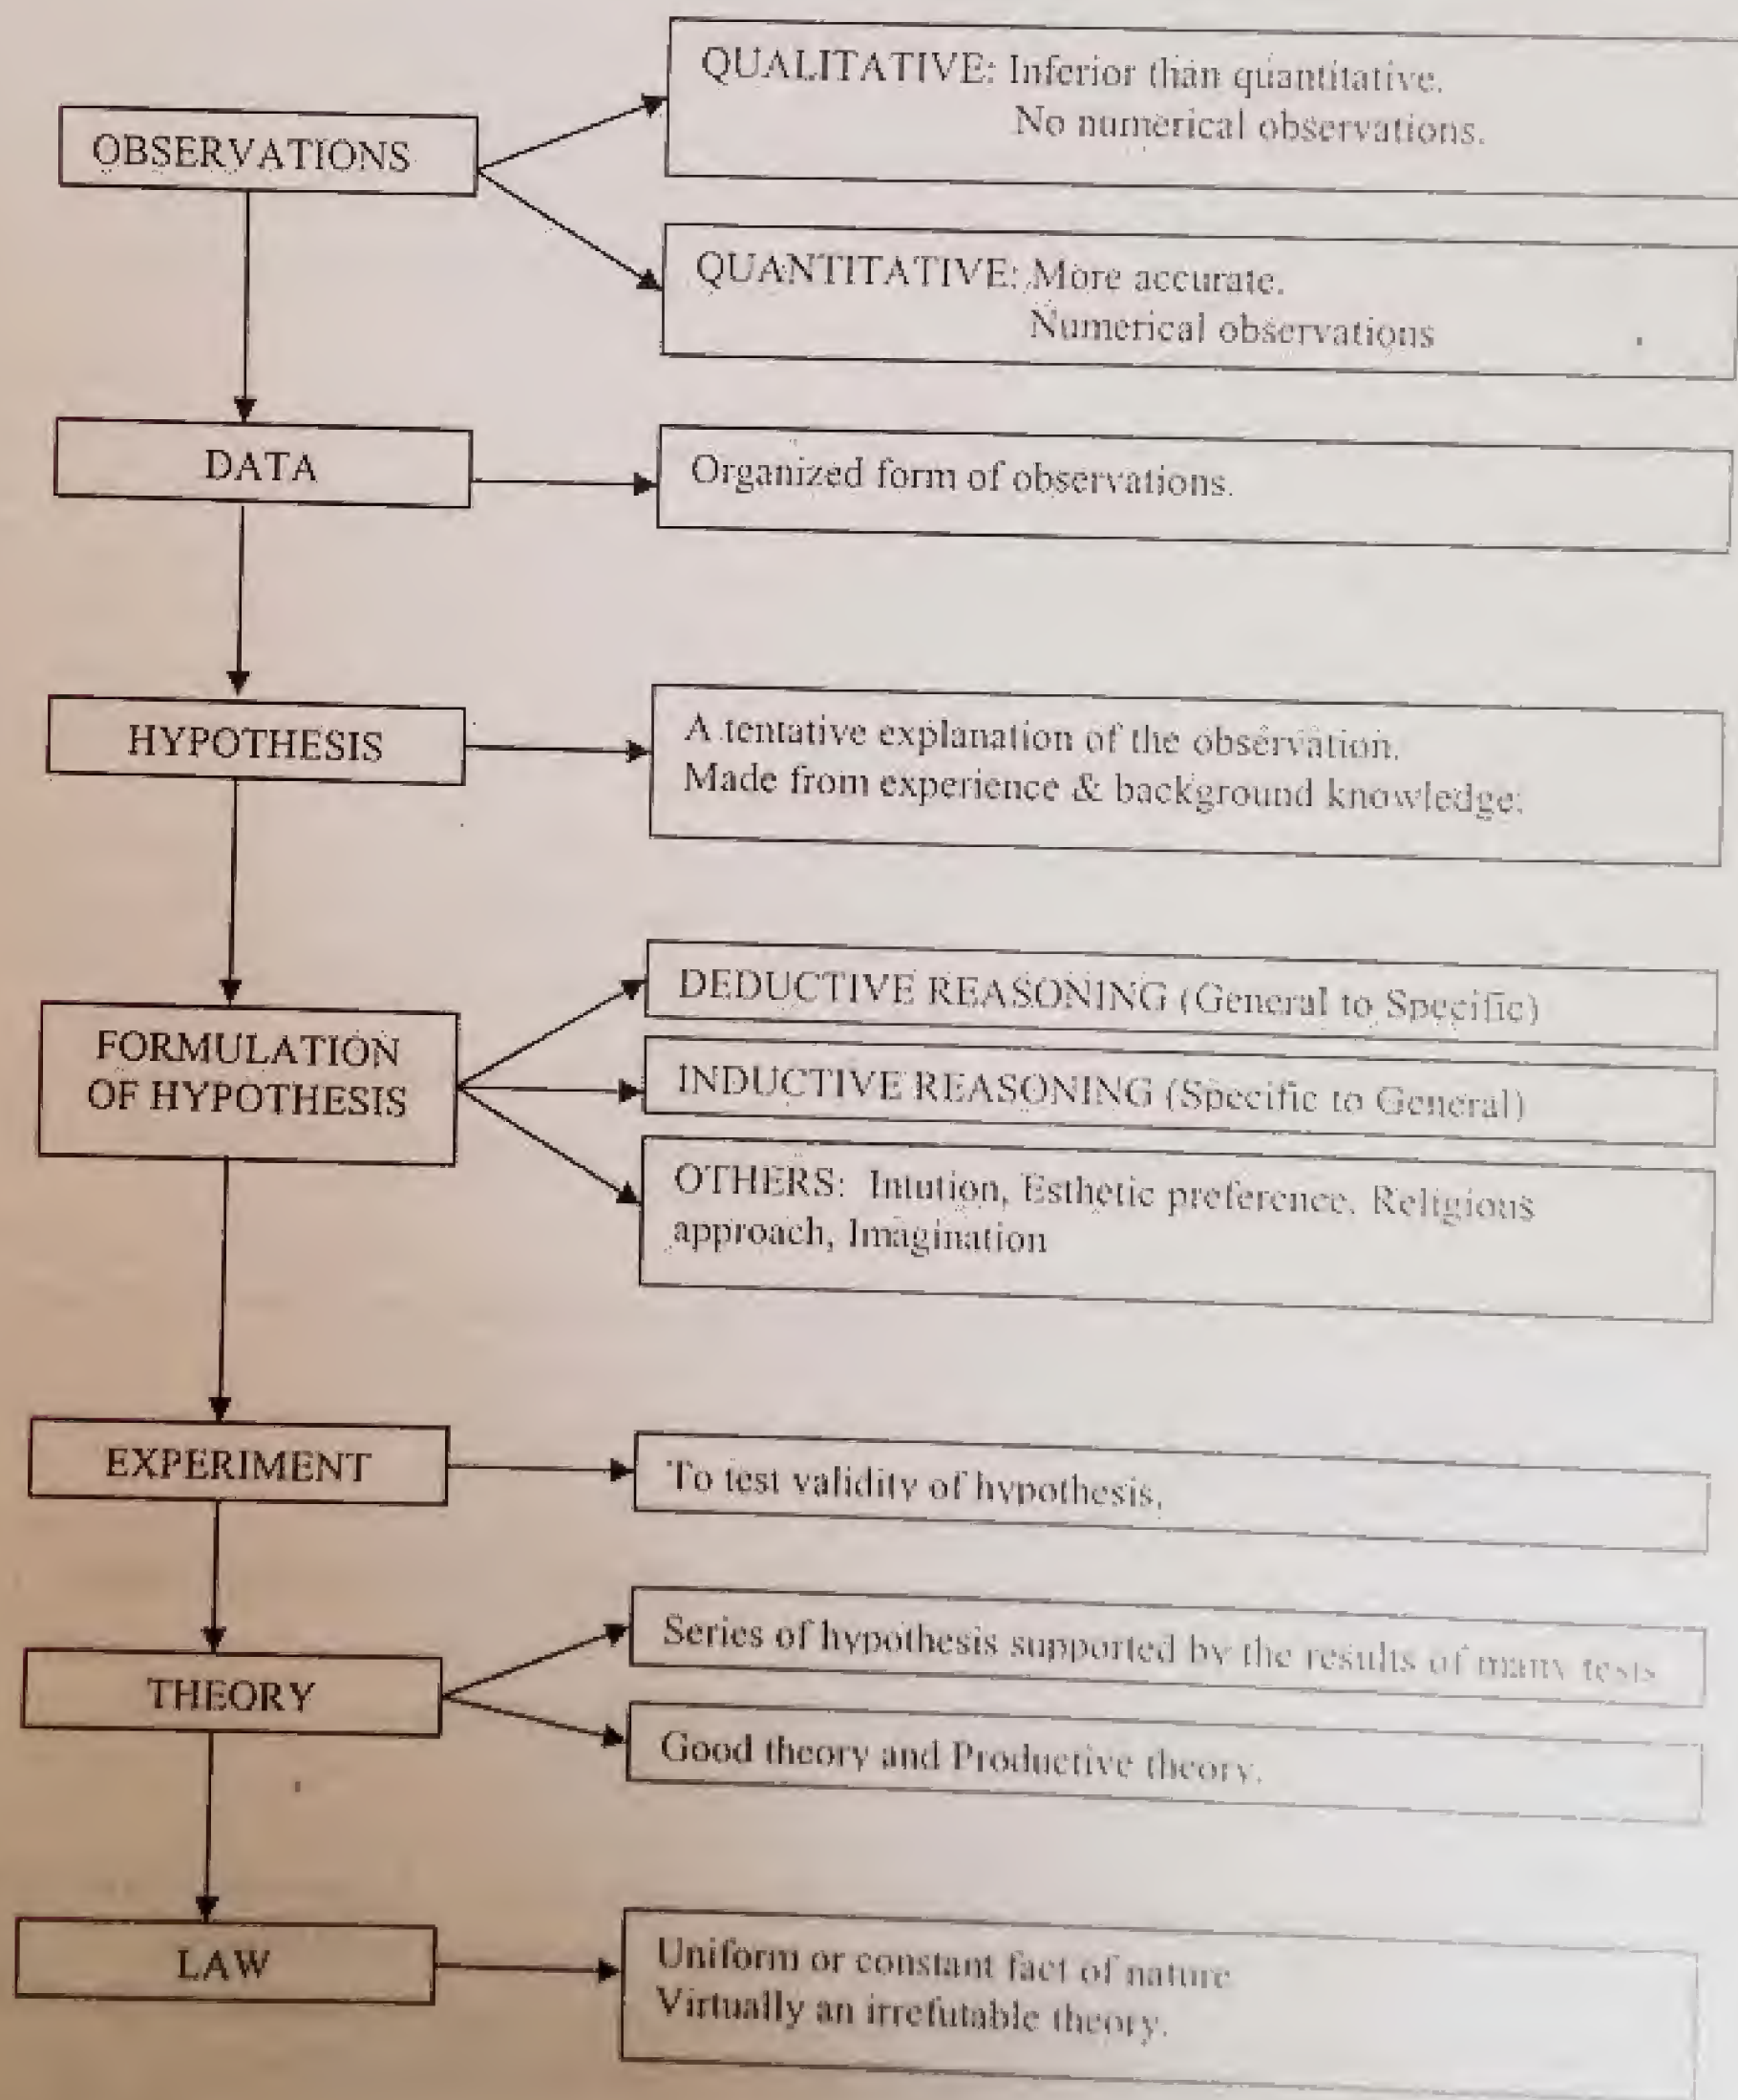 OBSERVATIONS
QUALITATIVE: Inferior than quantitative.
No numerical observations.
QUANTITATIVE: More accurate.
Numerical observations
DATA
Organized form of observations.
HYPOTHESIS
A tentative explanation of the observation.
Made from experience & background knowledge.
FORMULATION
OF HYPOTHESIS
DEDUCTIVE REASONING (General to Specific)
INDUCTIVE REASONING (Specific to General)
OTHERS: Intution, Esthetic preference, Religious
approach, Imagination
EXPERIMENT
To test validity of hypothesis.
THEORY
Series of hypothesis supported by the results of many tests
Good theory and Productive theory.
LAW
Uniform or constant fact of nature
Virtually an irrefutable theory.